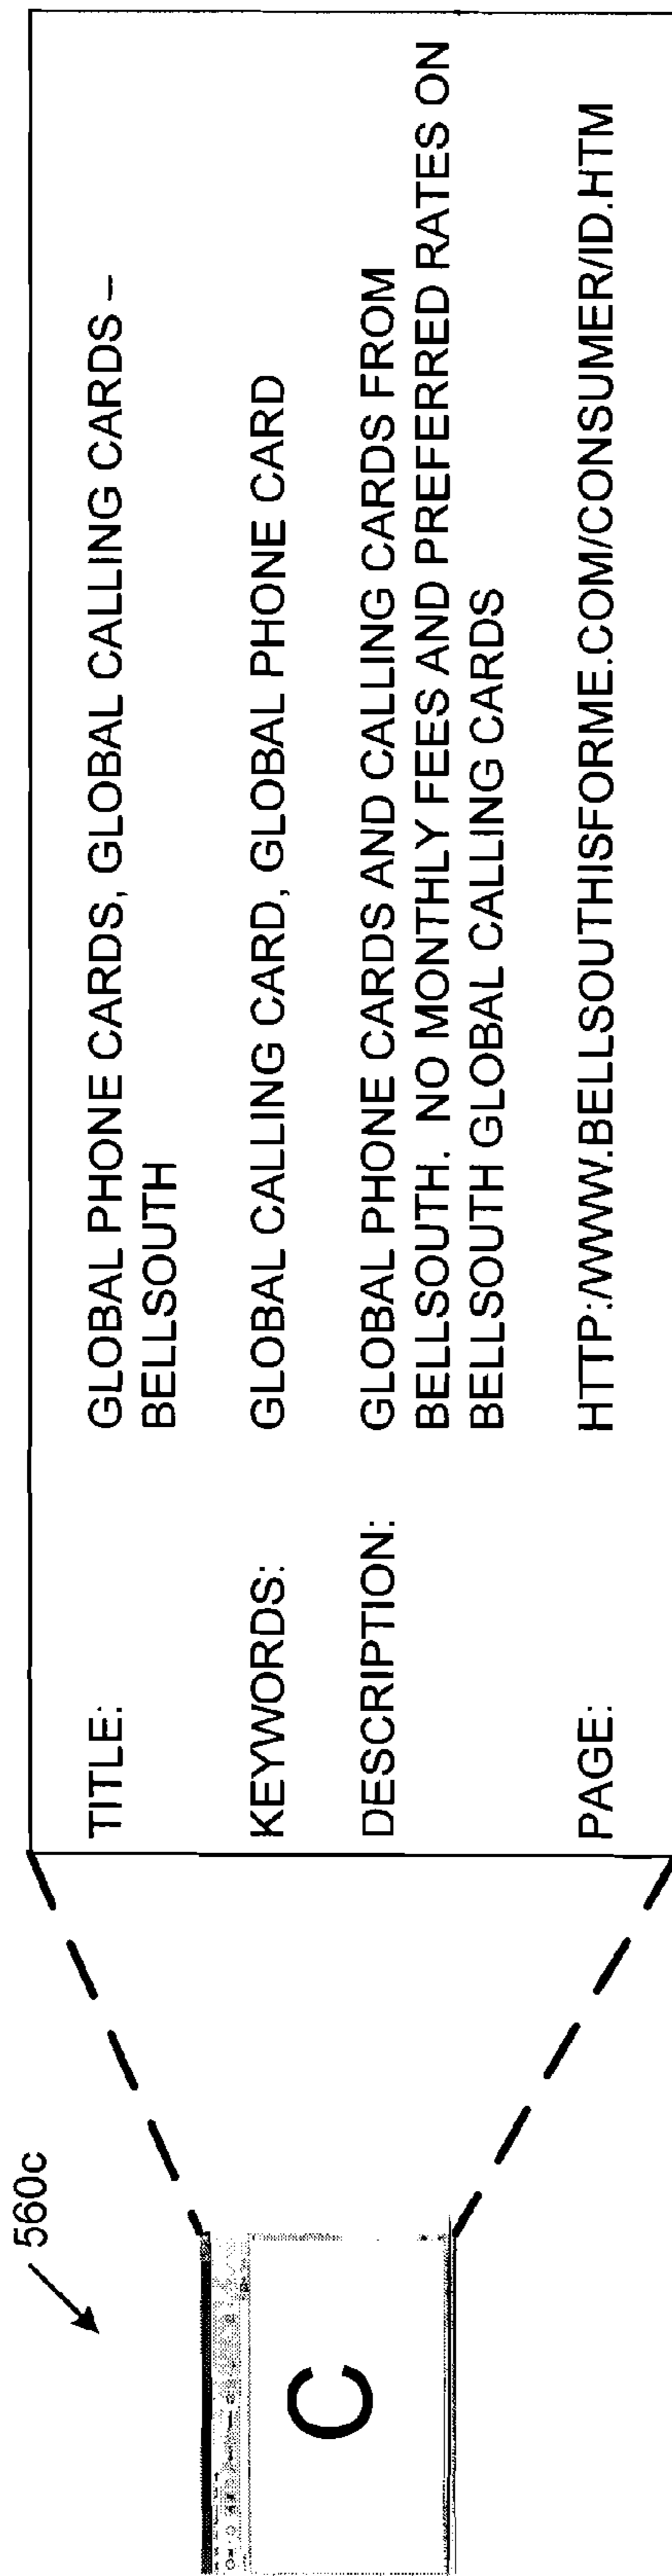 560c
C
TITLE: GLOBAL PHONE CARDS, GLOBAL CALLING CARDS –
BELLSOUTH
KEYWORDS: GLOBAL CALLING CARD, GLOBAL PHONE CARD
DESCRIPTION: GLOBAL PHONE CARDS AND CALLING CARDS FROM
BELLSOUTH. NO MONTHLY FEES AND PREFERRED RATES ON
BELLSOUTH GLOBAL CALLING CARDS
PAGE: HTTP:/WWW.BELLSOUTHISFORME.COM/CONSUMER/ID.HTM